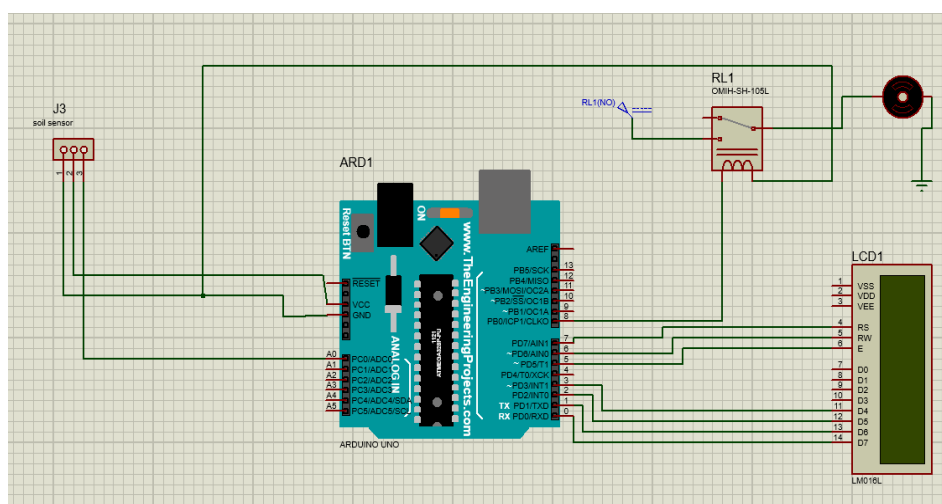 RL1
OMIH-SH-105L
RL1(NO)
J3
soil sensor
1
2
3
ARD1
Reset BTN
ON
www.TheEngineeringProjects.com
ANALOG IN
AREF
PB5/SCK 13
PB4/MISO 12
~PB3/MOSI/OC2A 11
~PB2/SS/OC1B 10
~PB1/OC1A 9
PB0/ICP1/CLKO 8
RESET
VCC
GND
PD7/AIN1 7
~PD6/AIN0 6
~PD5/T1 5
PD4/T0/XCK 4
~PD3/INT1 3
PD2/INT0 2
TX PD1/TXD 1
RX PD0/RXD 0
A0 PC0/ADC0
A1 PC1/ADC1
A2 PC2/ADC2
A3 PC3/ADC3
A4 PC4/ADC4/SDA
A5 PC5/ADC5/SCL
ARDUINO UNO
LCD1
1 VSS
2 VDD
3 VEE
4 RS
5 RW
6 E
7 D0
8 D1
9 D2
10 D3
11 D4
12 D5
13 D6
14 D7
LM016L